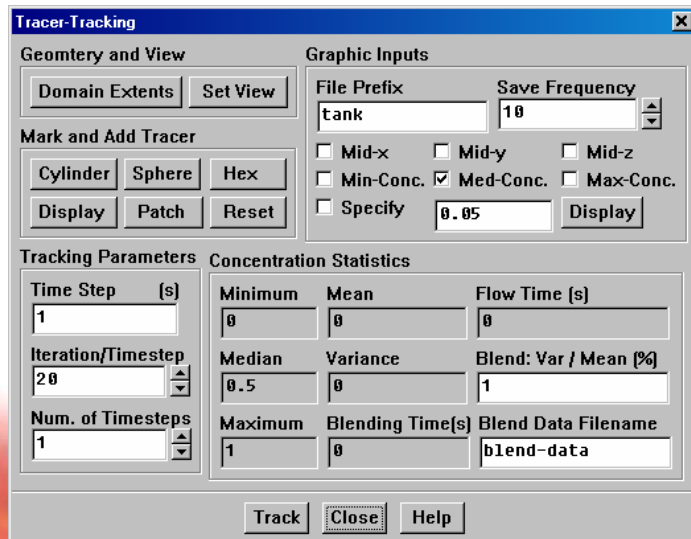 Tracer-Tracking
Geomtery and View
Domain Extents Set View
Mark and Add Tracer
Cylinder Sphere Hex
Display Patch Reset
Graphic Inputs
File Prefix Save Frequency
tank 10
Mid-x Mid-y Mid-z
Min-Conc. Med-Conc. Max-Conc.
Specify 0.05 Display
Tracking Parameters
Time Step (s)
1
Iteration/Timestep
20
Num. of Timesteps
1
Concentration Statistics
Minimum Mean Flow Time (s)
0 0 0
Median Variance Blend: Var / Mean (%)
0.5 0 1
Maximum Blending Time(s) Blend Data Filename
1 0 blend-data
Track Close Help